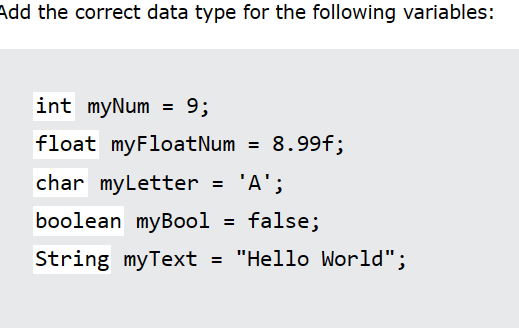 Add the correct data type for the following variables:
int myNum = 9;
float myFloatNum = 8.99f;
char myLetter = 'A';
boolean myBool = false;
String myText = "Hello World";